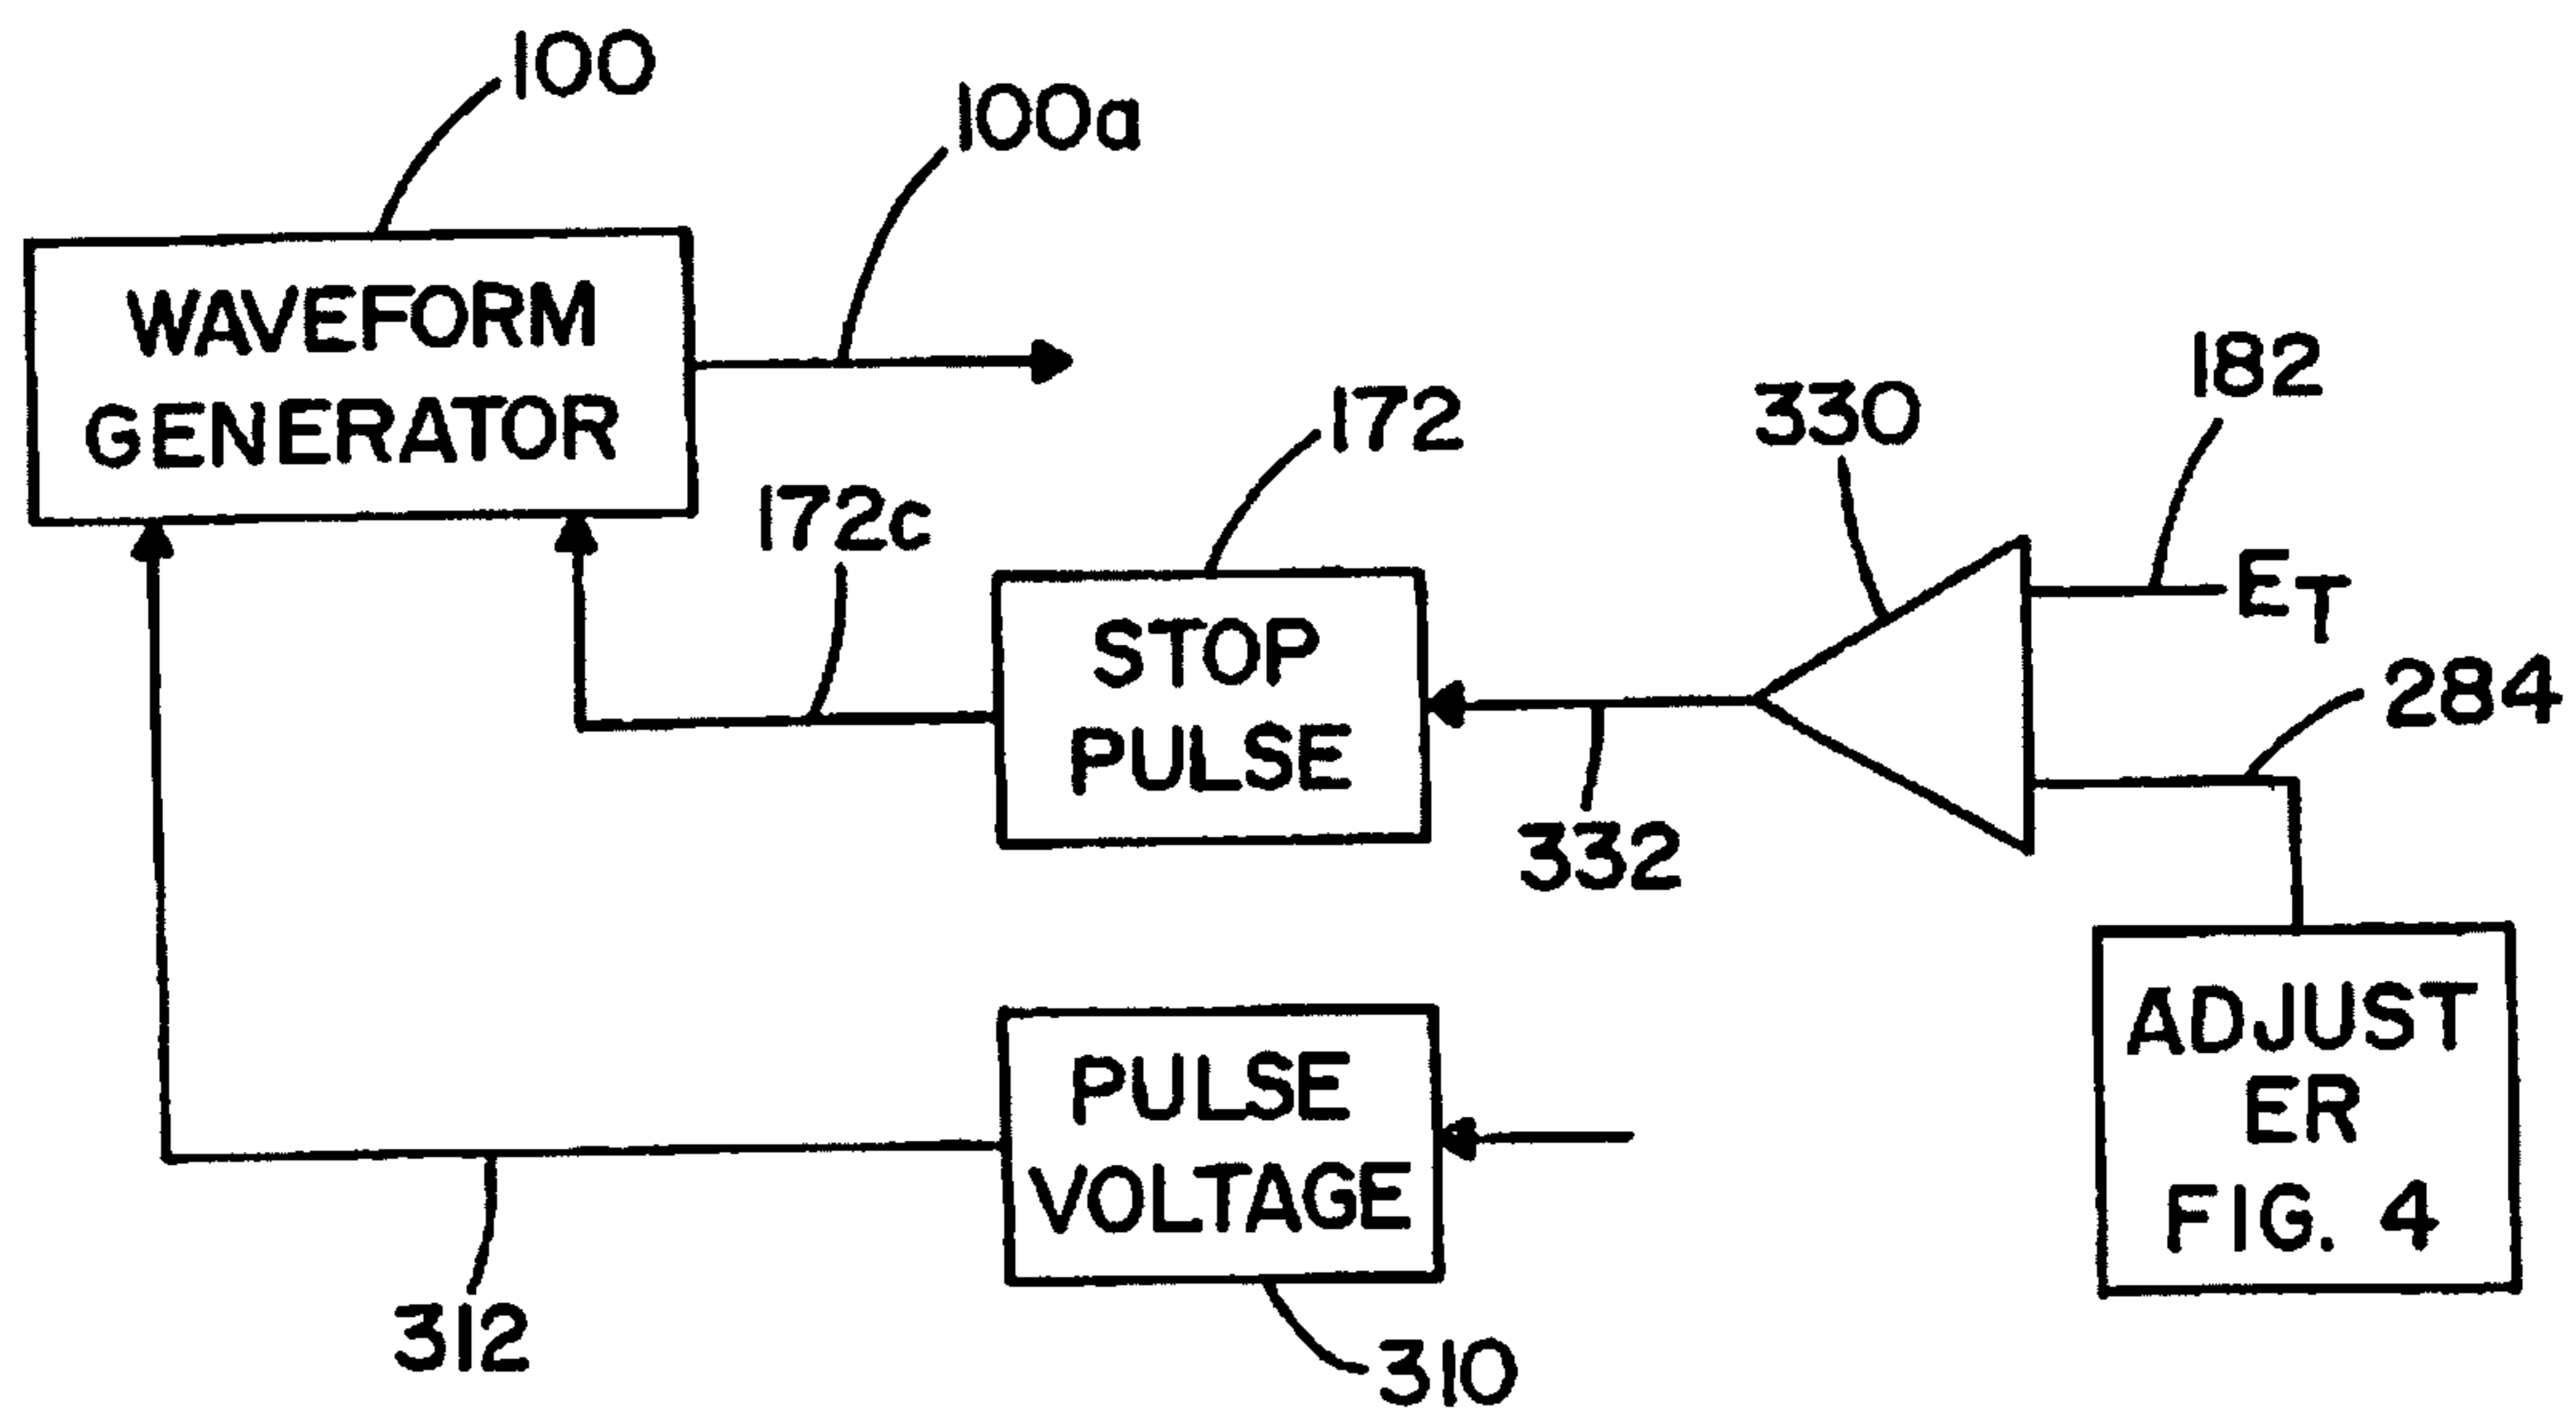 100
100a
WAVEFORM
GENERATOR
182
330
172
172c
E_T
STOP
PULSE
284
332
ADJUST
ER
FIG. 4
PULSE
VOLTAGE
312
310